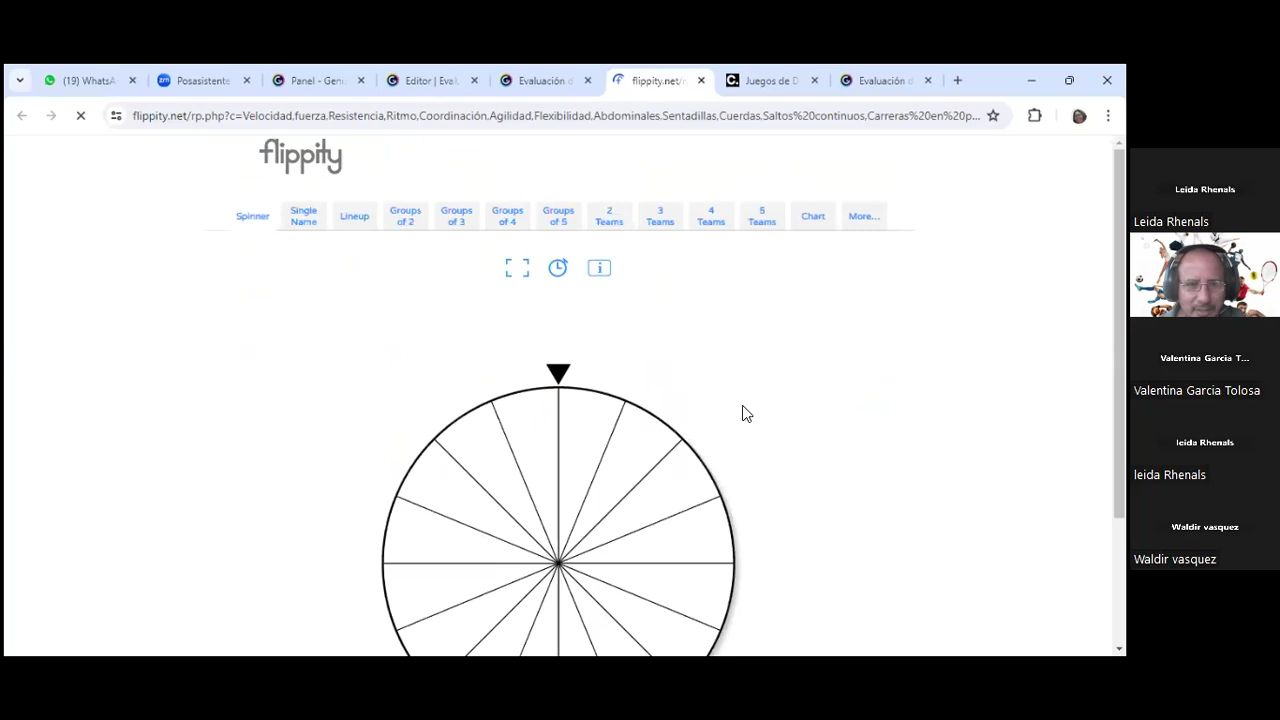 (19) WhatsA
Posasistente
Panel - Gen
Editor | Eval
Evaluación d
flippity.net/r
Juegos de D
Evaluación d
flippity.net/rp.php?c=Velocidad,fuerza,Resistencia,Ritmo,Coordinación,Agilidad,Flexibilidad,Abdominales,Sentadillas,Cuerdas,Saltos%20continuos,Carreras%20en%20p...
flippity
Spinner
Single Name
Lineup
Groups of 2
Groups of 3
Groups of 4
Groups of 5
2 Teams
3 Teams
4 Teams
5 Teams
Chart
More...
Leida Rhenals
Leida Rhenals
Valentina Garcia T...
Valentina Garcia Tolosa
leida Rhenals
leida Rhenals
Waldir vasquez
Waldir vasquez